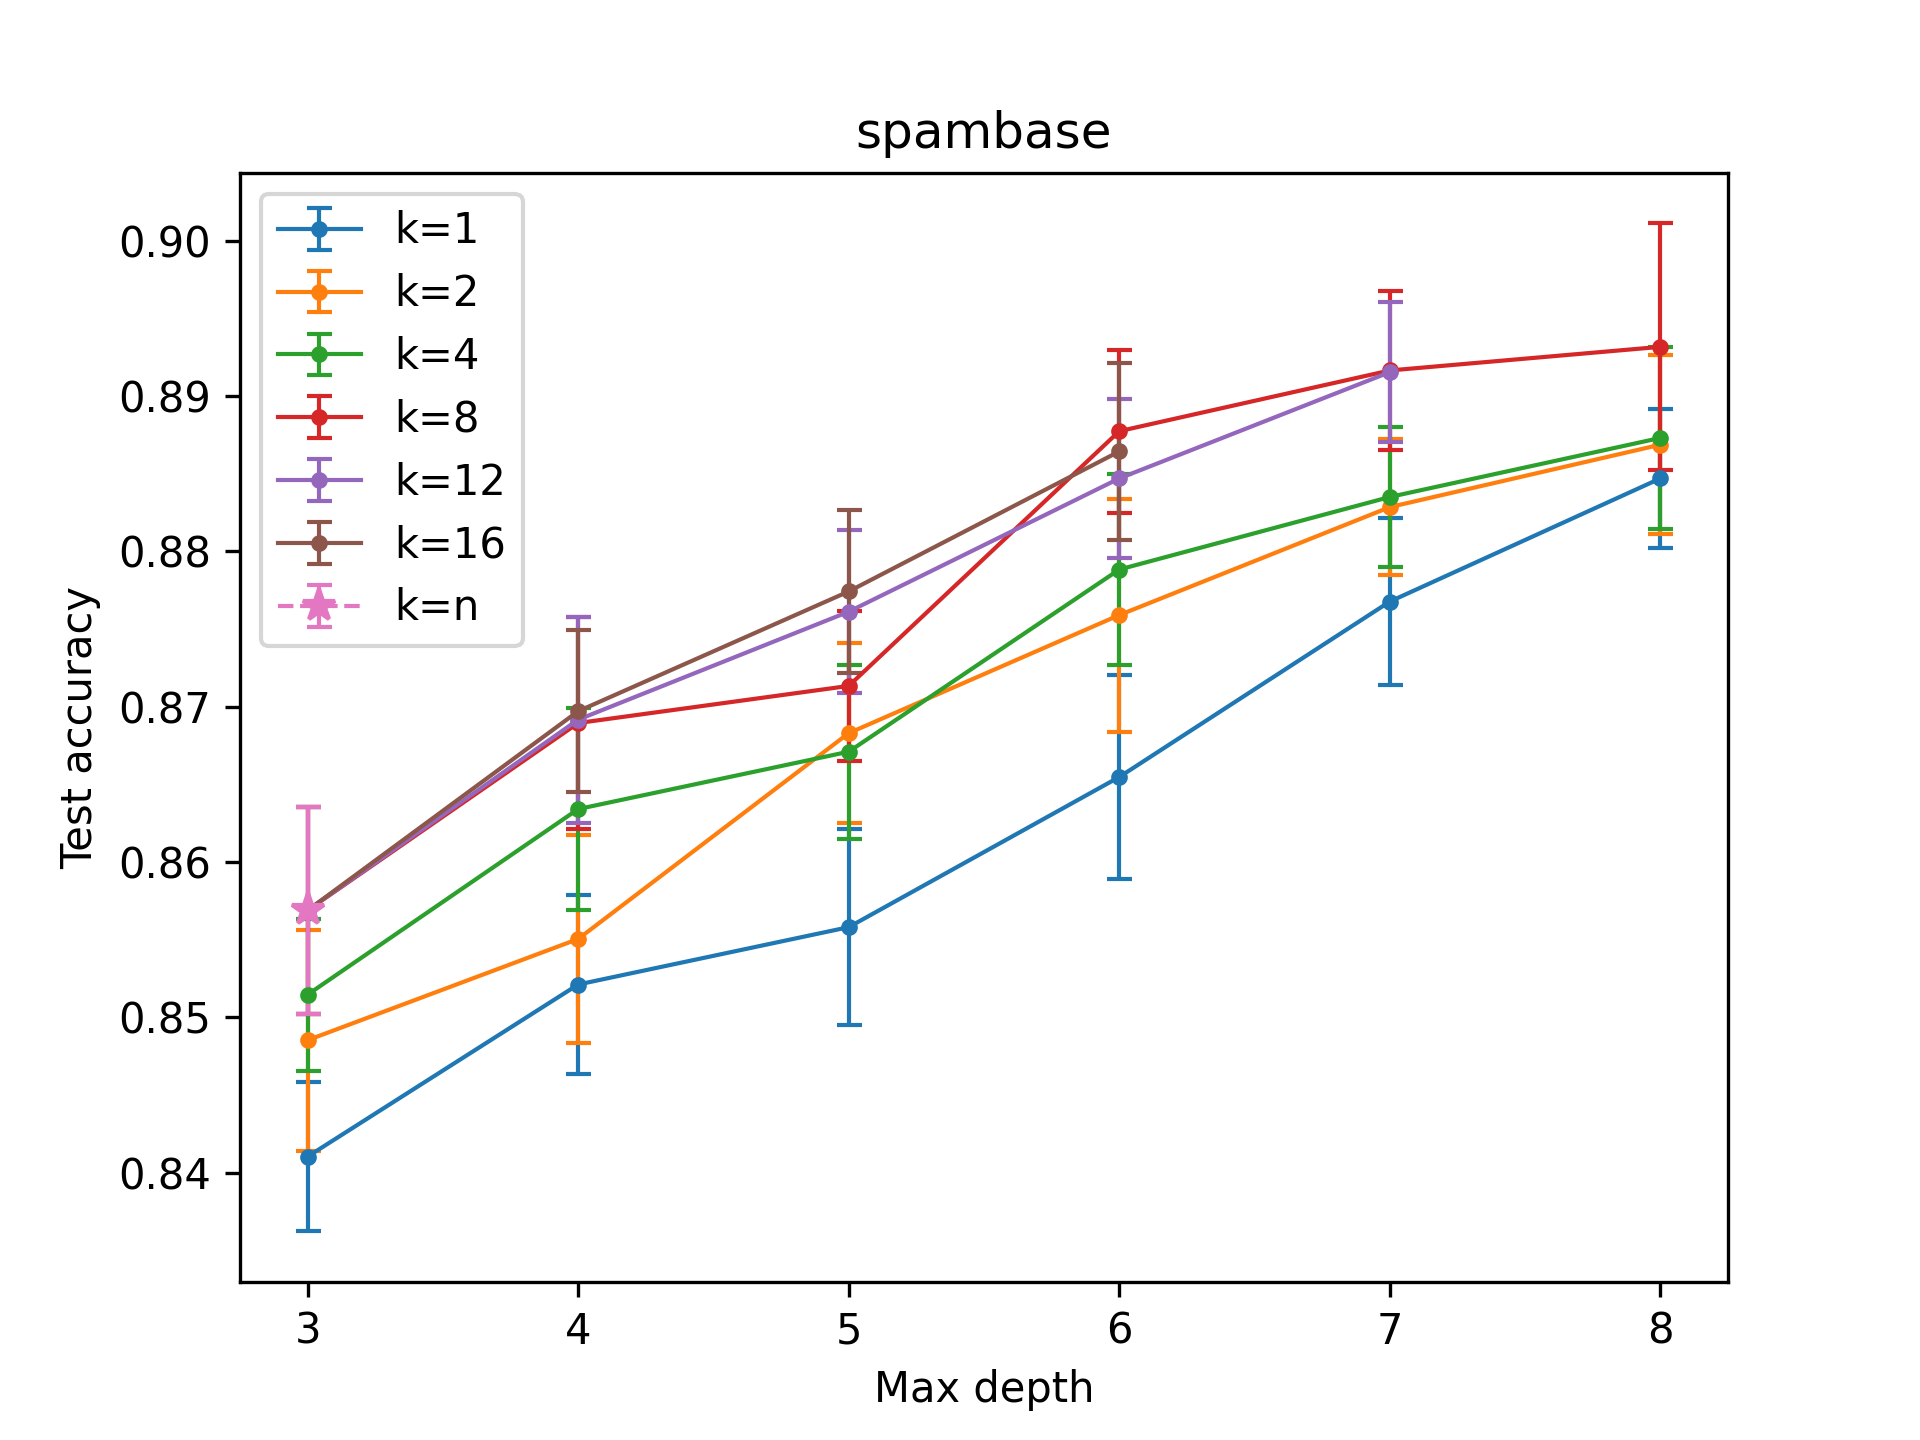 spambase
k=1
k=2
k=4
k=8
k=12
k=16
k=n
0.90
0.89
0.88
0.87
0.86
0.85
0.84
Test accuracy
3 4 5 6 7 8
Max depth